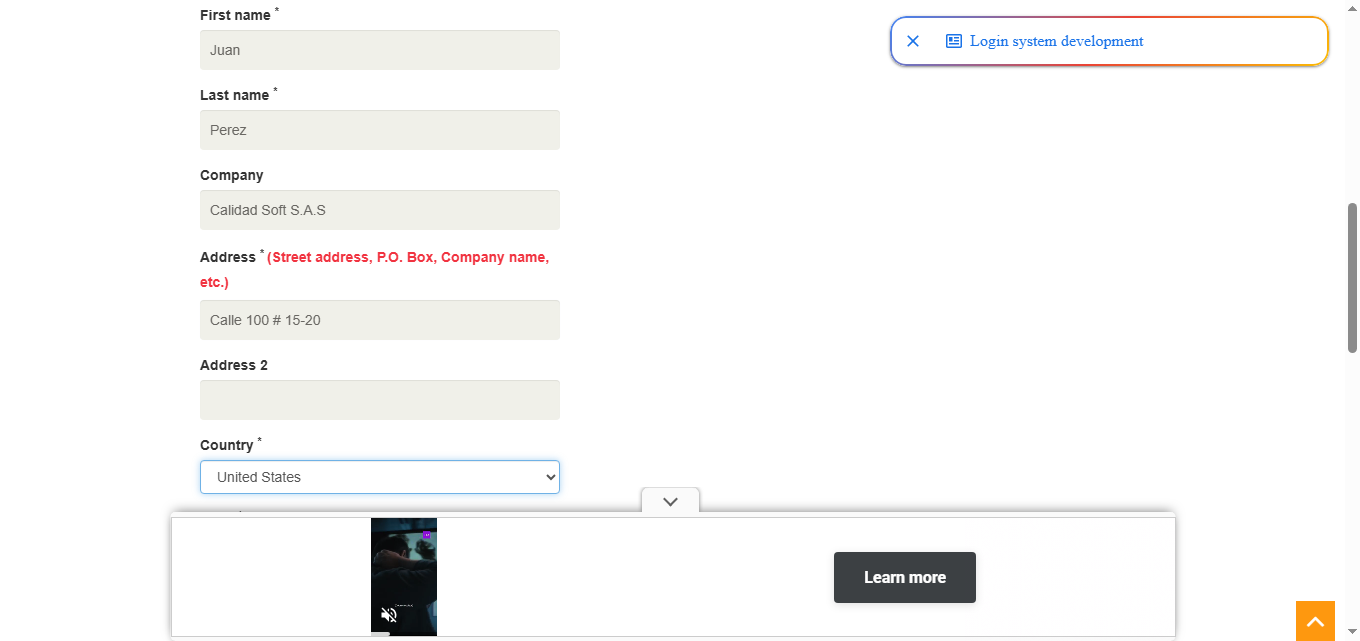 First name *
Juan
Login system development
Last name *
Perez
Company
Calidad Soft S.A.S
Address * (Street address, P.O. Box, Company name,
etc.)
Calle 100 # 15-20
Address 2
Country *
United States
Learn more